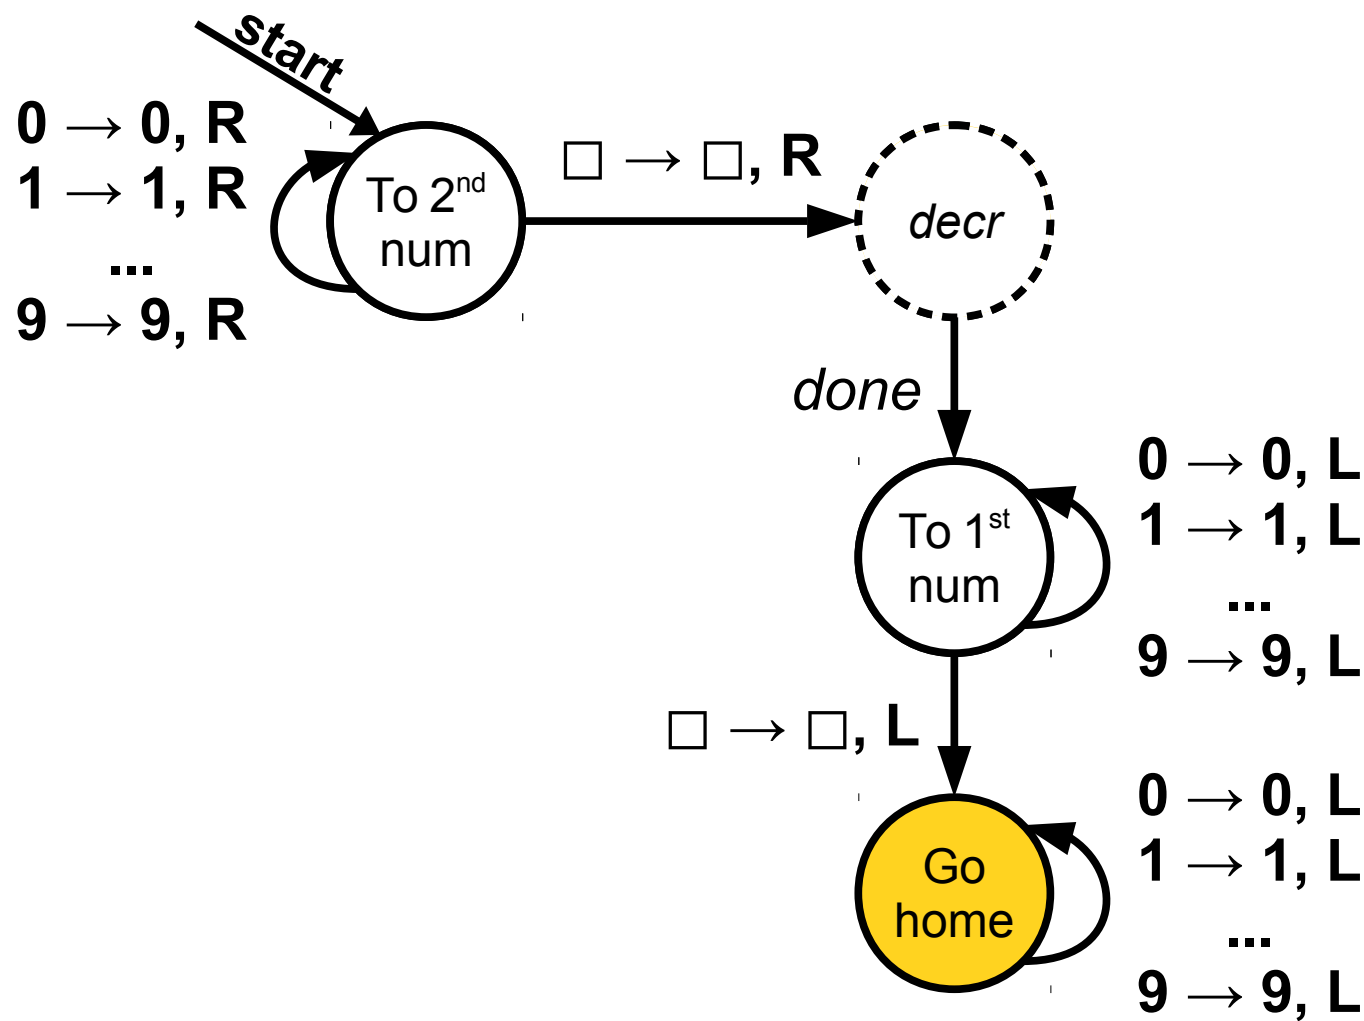 start
0 → 0, R
1 → 1, R
...
9 → 9, R
To 2nd
num
□ → □, R
decr
done
To 1st
num
0 → 0, L
1 → 1, L
...
9 → 9, L
□ → □, L
Go
home
0 → 0, L
1 → 1, L
...
9 → 9, L